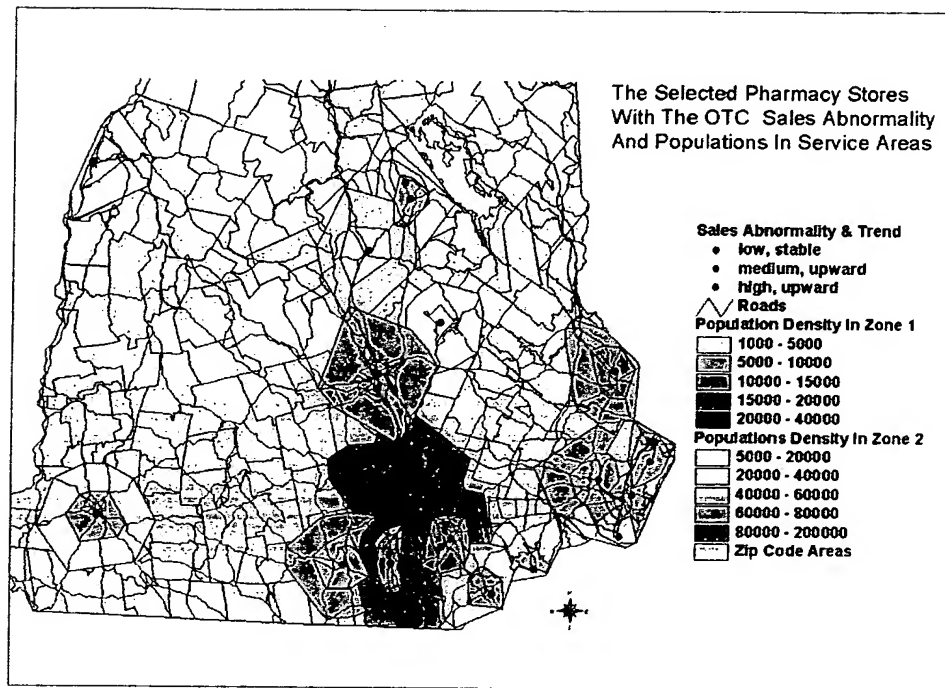 The Selected Pharmacy Stores
With The OTC Sales Abnormality
And Populations In Service Areas
Sales Abnormality & Trend
low, stable
medium, upward
high, upward
Roads
Population Density In Zone 1
1000 - 5000
5000 - 10000
10000 - 15000
15000 - 20000
20000 - 40000
Populations Density In Zone 2
5000 - 20000
20000 - 40000
40000 - 60000
60000 - 80000
80000 - 200000
Zip Code Areas